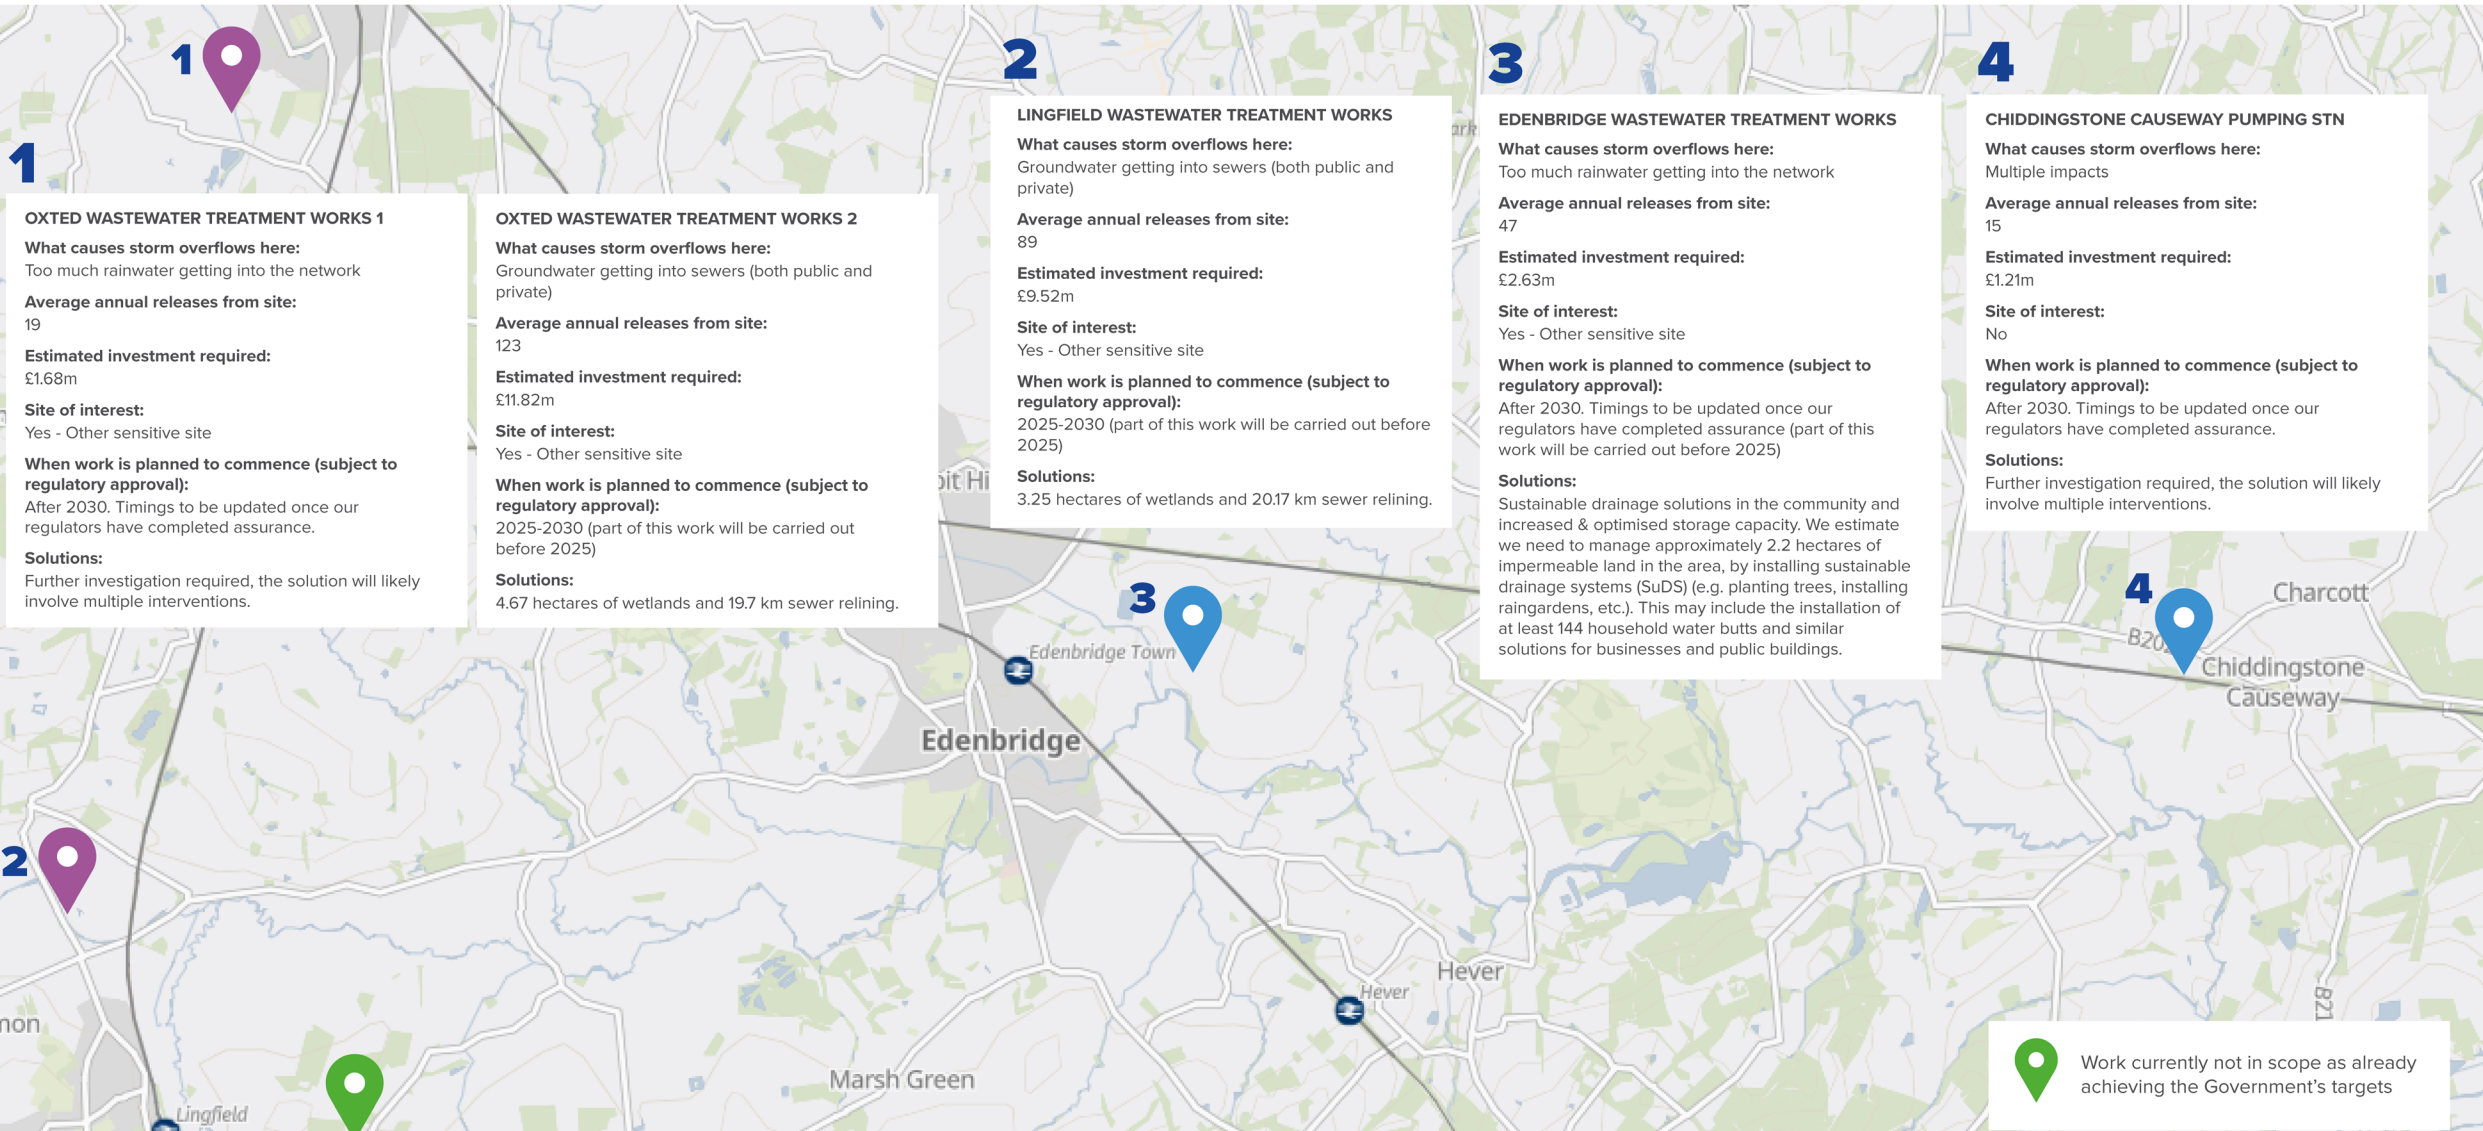 1
1
OXTED WASTEWATER TREATMENT WORKS 1
What causes storm overflows here:
Too much rainwater getting into the network
Average annual releases from site:
19
Estimated investment required:
£1.68m
Site of interest:
Yes - Other sensitive site
When work is planned to commence (subject to
regulatory approval):
After 2030. Timings to be updated once our
regulators have completed assurance.
Solutions:
Further investigation required, the solution will likely
involve multiple interventions.
OXTED WASTEWATER TREATMENT WORKS 2
What causes storm overflows here:
Groundwater getting into sewers (both public and
private)
Average annual releases from site:
123
Estimated investment required:
£11.82m
Site of interest:
Yes - Other sensitive site
When work is planned to commence (subject to
regulatory approval):
2025-2030 (part of this work will be carried out
before 2025)
Solutions:
4.67 hectares of wetlands and 19.7 km sewer relining.
2
LINGFIELD WASTEWATER TREATMENT WORKS
What causes storm overflows here:
Groundwater getting into sewers (both public and
private)
Average annual releases from site:
89
Estimated investment required:
£9.52m
Site of interest:
Yes - Other sensitive site
When work is planned to commence (subject to
regulatory approval):
2025-2030 (part of this work will be carried out before
2025)
Solutions:
3.25 hectares of wetlands and 20.17 km sewer relining.
3
EDENBRIDGE WASTEWATER TREATMENT WORKS
What causes storm overflows here:
Too much rainwater getting into the network
Average annual releases from site:
47
Estimated investment required:
£2.63m
Site of interest:
Yes - Other sensitive site
When work is planned to commence (subject to
regulatory approval):
After 2030. Timings to be updated once our
regulators have completed assurance (part of this
work will be carried out before 2025)
Solutions:
Sustainable drainage solutions in the community and
increased & optimised storage capacity. We estimate
we need to manage approximately 2.2 hectares of
impermeable land in the area, by installing sustainable
drainage systems (SuDS) (e.g. planting trees, installing
raingardens, etc.). This may include the installation of
at least 144 household water butts and similar
solutions for businesses and public buildings.
4
CHIDDINGSTONE CAUSEWAY PUMPING STN
What causes storm overflows here:
Multiple impacts
Average annual releases from site:
15
Estimated investment required:
£1.21m
Site of interest:
No
When work is planned to commence (subject to
regulatory approval):
After 2030. Timings to be updated once our
regulators have completed assurance.
Solutions:
Further investigation required, the solution will likely
involve multiple interventions.
3
Edenbridge Town
Edenbridge
4
Charcott
Chiddingstone
Causeway
2
Hever
Hever
Marsh Green
Lingfield
Work currently not in scope as already
achieving the Government's targets